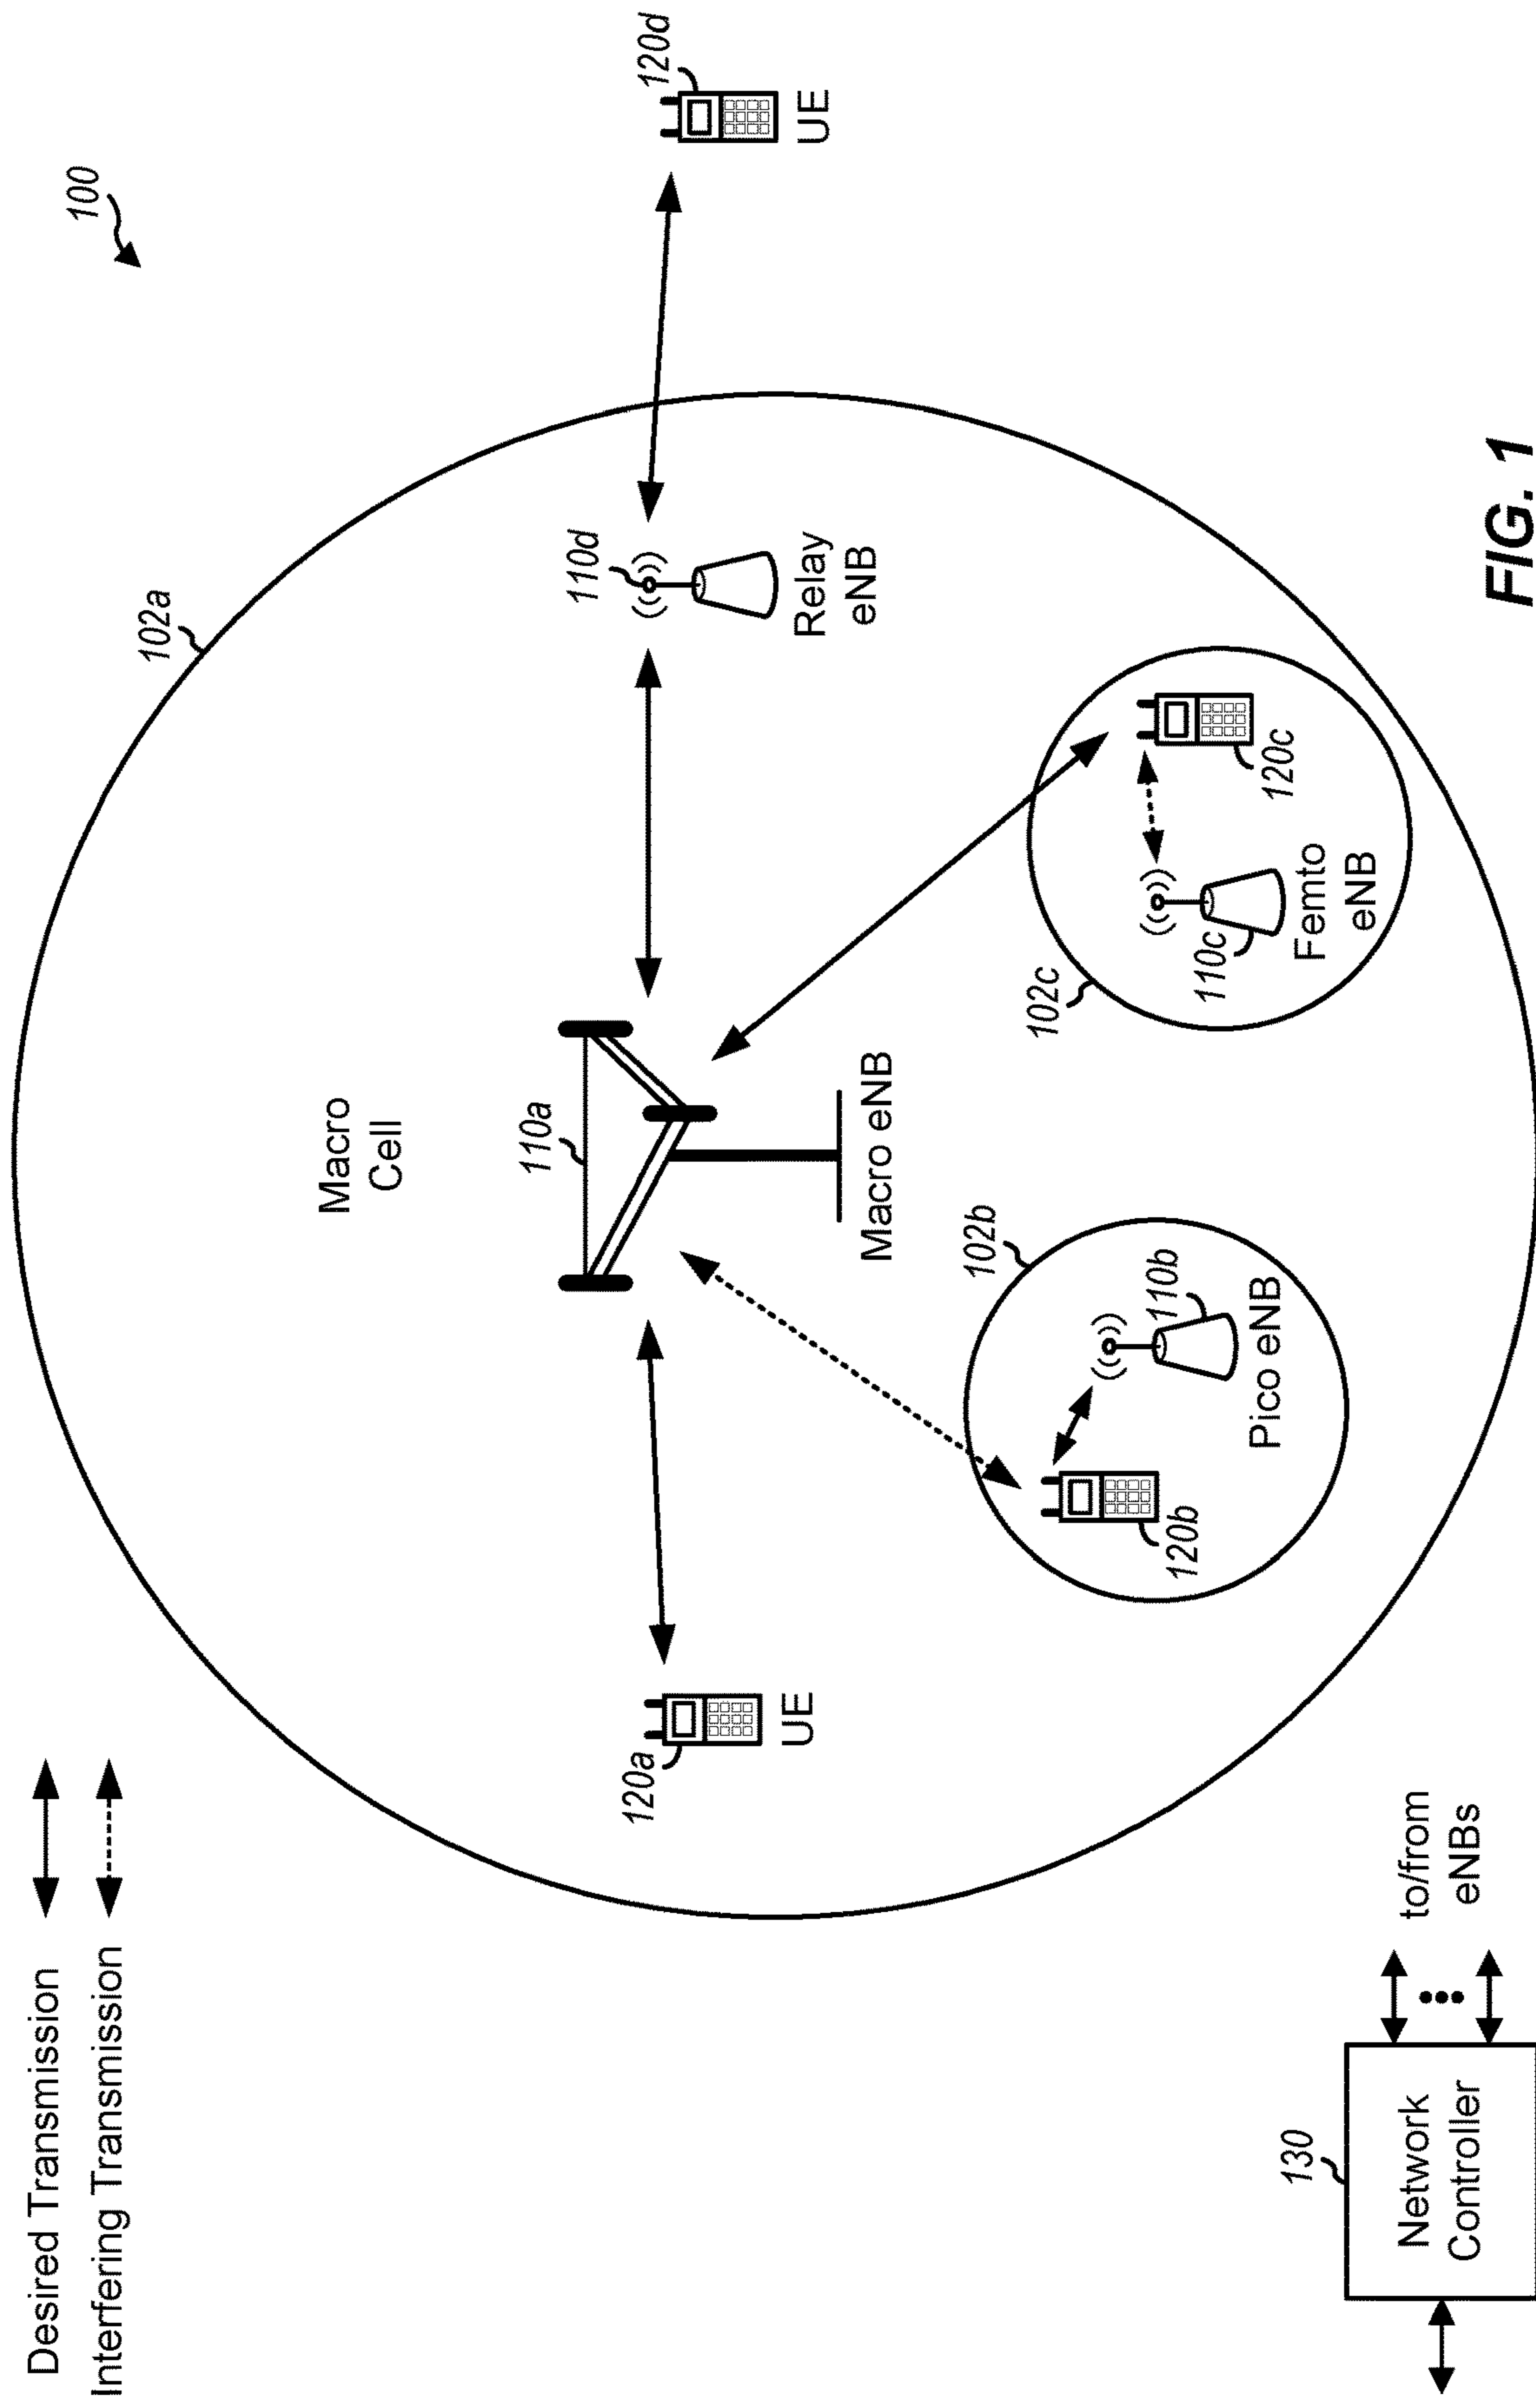 Desired Transmission
Interfering Transmission
100
102a
Macro
Cell
110a
110d
120d
120a
UE
Macro eNB
Relay
eNB
UE
102b
102c
120b
110b
Pico eNB
110c
120c
Femto
eNB
130
Network
Controller
to/from
eNBs
FIG. 1